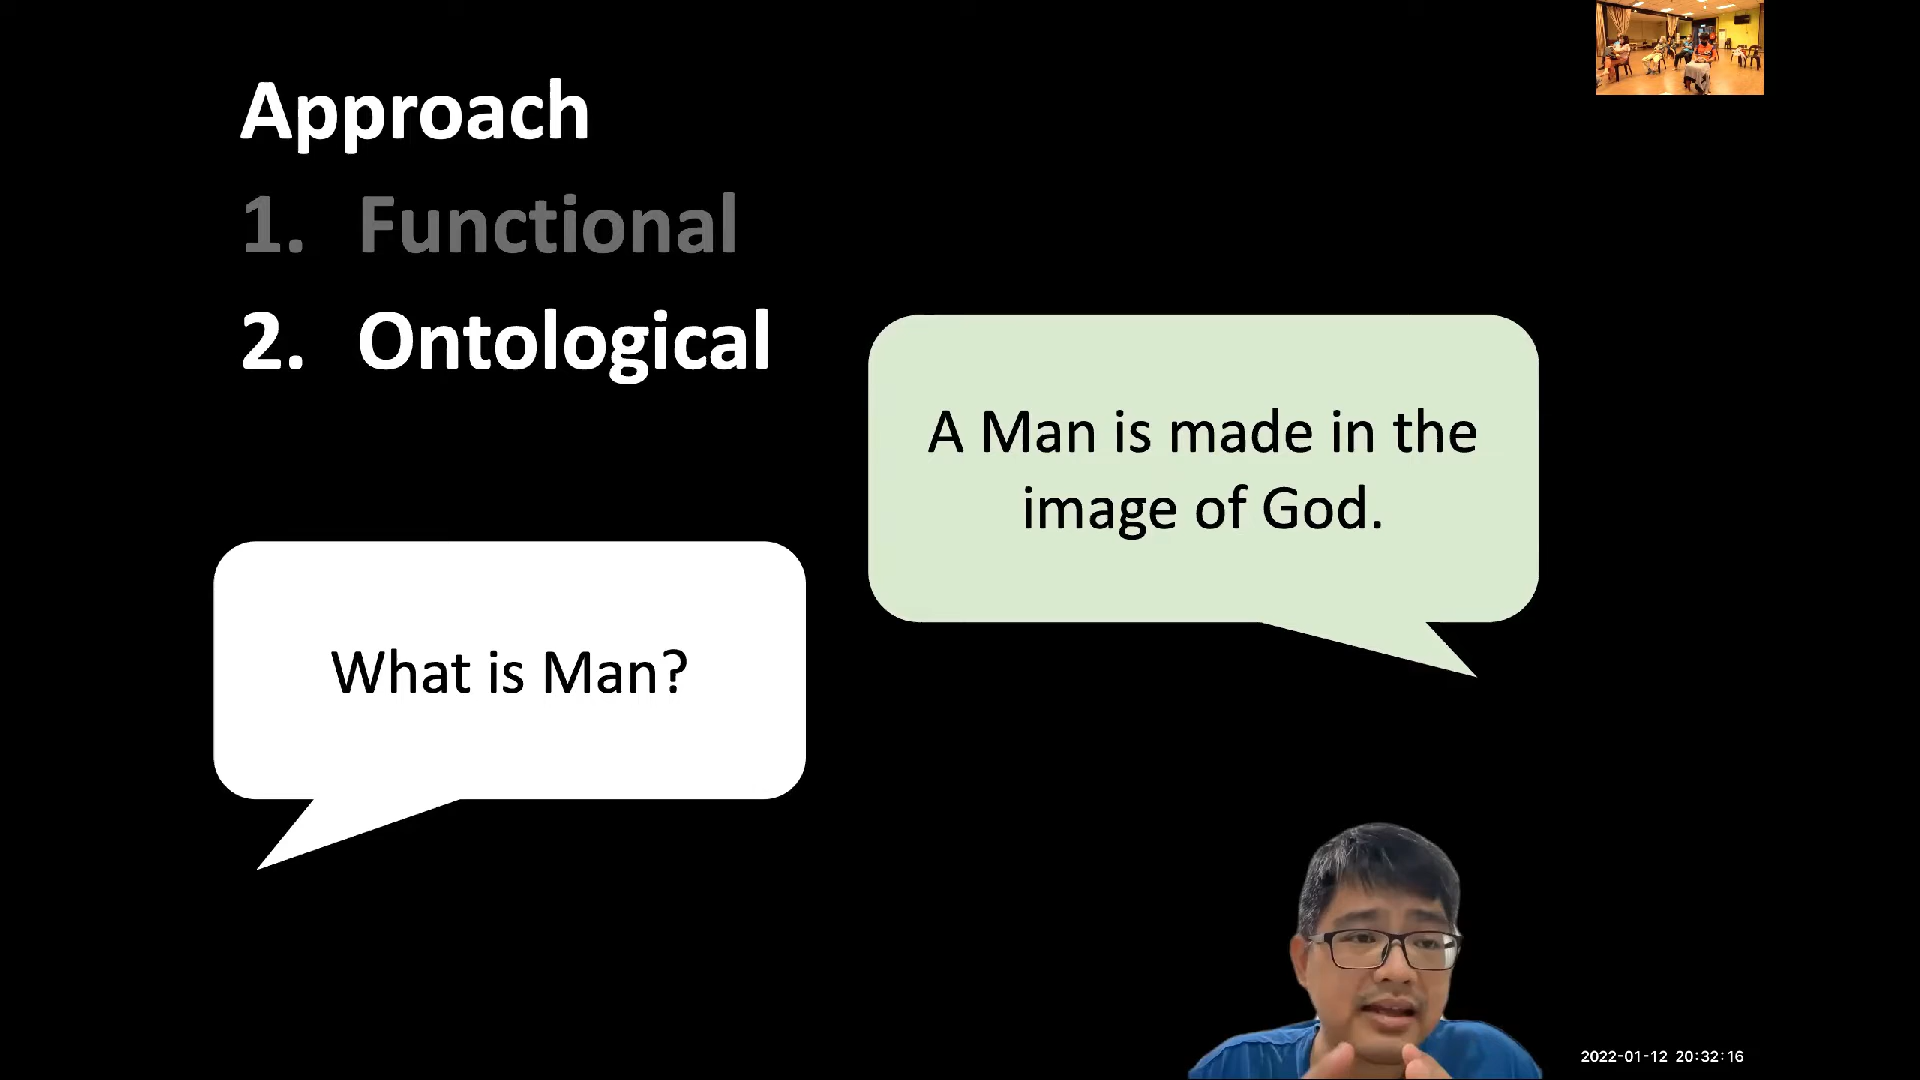 Approach
1. Functional
2. Ontological
A Man is made in the
image of God.
What is Man?
2022-01-12 20:32:16